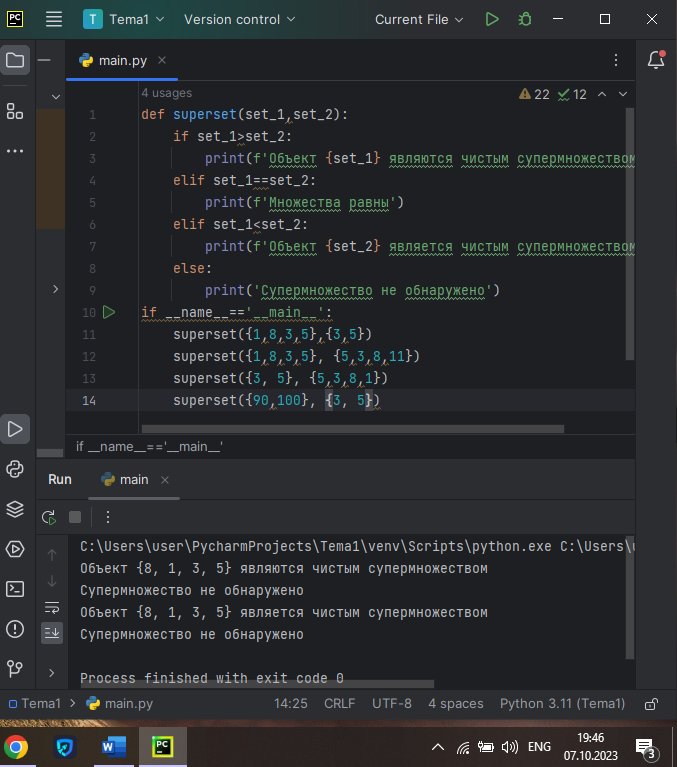 PC
T
Tema1
Version control
Current File
main.py
4 usages
22
12
1 def superset(set_1,set_2):
2 if set_1>set_2:
3 print(f'Объект {set_1} являются чистым супермножеством
4 elif set_1==set_2:
5 print(f'Множества равны')
6 elif set_1<set_2:
7 print(f'Объект {set_2} является чистым супермножеством
8 else:
9 print('Супермножество не обнаружено')
10 if __name__=='__main__':
11 superset({1,8,3,5},{3,5})
12 superset({1,8,3,5}, {5,3,8,11})
13 superset({3, 5}, {5,3,8,1})
14 superset({90,100}, {3, 5})
if __name__=='__main__'
Run
main
C:\Users\user\PycharmProjects\Tema1\venv\Scripts\python.exe C:\Users\
Объект {8, 1, 3, 5} являются чистым супермножеством
Супермножество не обнаружено
Объект {8, 1, 3, 5} является чистым супермножеством
Супермножество не обнаружено
Process finished with exit code 0
Tema1
main.py
14:25
CRLF
UTF-8
4 spaces
Python 3.11 (Tema1)
W
PC
ENG
19:46
07.10.2023
3